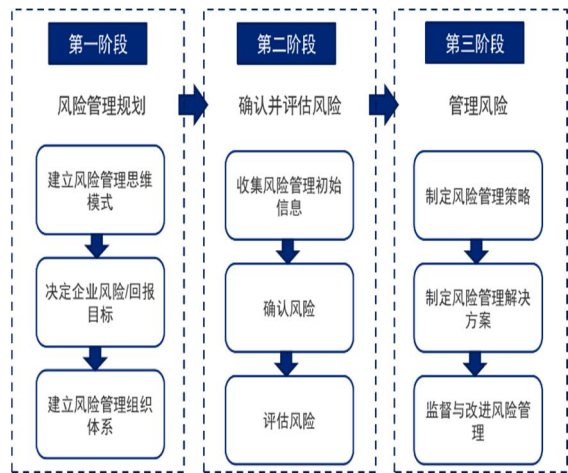 第一阶段
风险管理规划
建立风险管理思维
模式
决定企业风险/回报
目标
建立风险管理组织
体系
第二阶段
确认并评估风险
收集风险管理初始
信息
确认风险
评估风险
第三阶段
管理风险
制定风险管理策略
制定风险管理解决
方案
监督与改进风险管
理